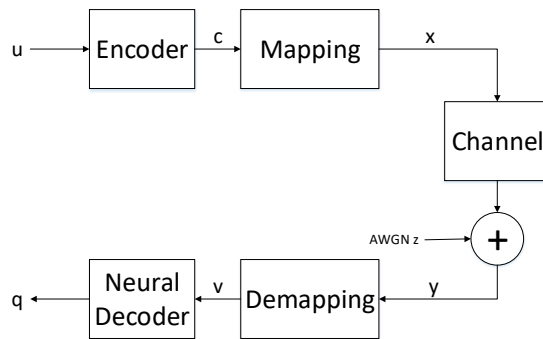 u
Encoder
c
Mapping
x
Channel
AWGN z
+
q
Neural
Decoder
v
Demapping
y